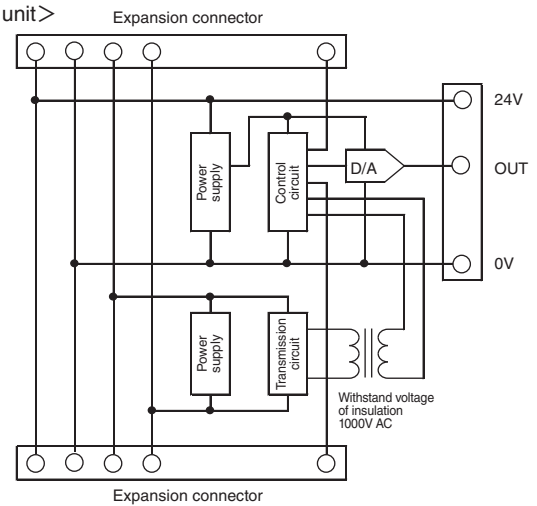 unit＞
Expansion connector
24V
Power
supply
Control
circuit
D/A
OUT
0V
Power
supply
Transmission
circuit
Withstand voltage
of insulation
1000V AC
Expansion connector